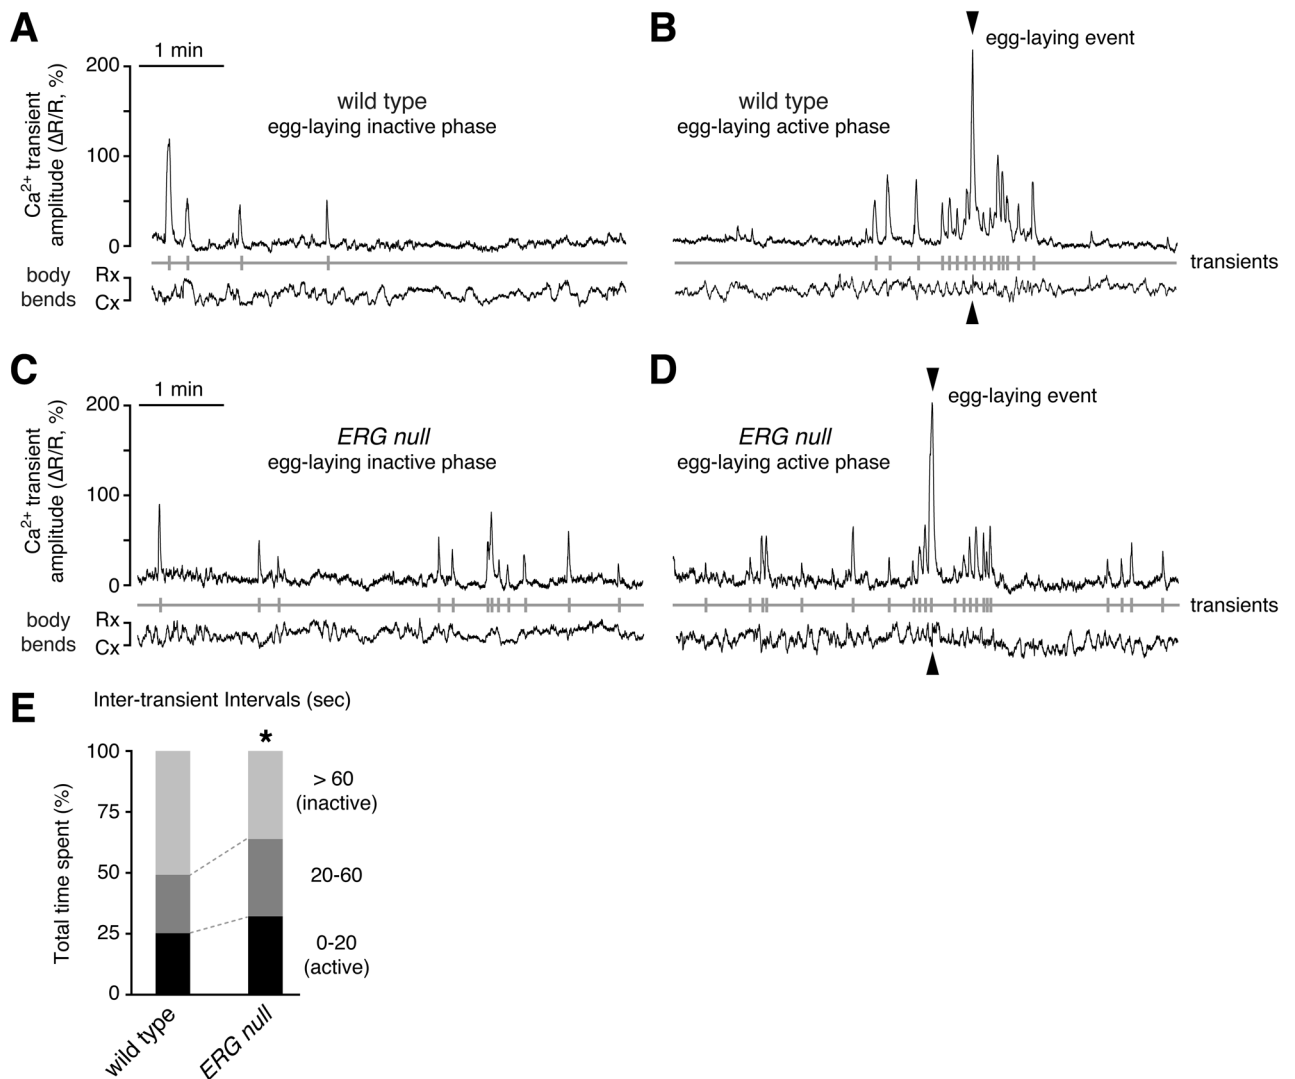 A
1 min
200
100
0
Ca2+ transient
amplitude (ΔR/R, %)
wild type
egg-laying inactive phase
body
bends
Rx
Cx
B
egg-laying event
wild type
egg-laying active phase
transients
C
1 min
200
100
0
Ca2+ transient
amplitude (ΔR/R, %)
ERG null
egg-laying inactive phase
body
bends
Rx
Cx
D
egg-laying event
ERG null
egg-laying active phase
transients
E
Inter-transient Intervals (sec)
*
100
75
50
25
0
Total time spent (%)
> 60
(inactive)
20-60
0-20
(active)
wild type
ERG null